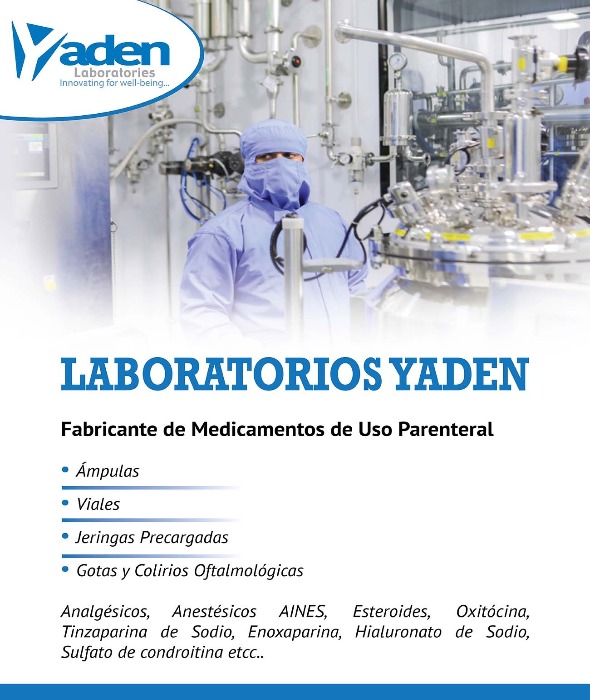 Yaden
Laboratories
Innovating for well-being...
LABORATORIOS YADEN
Fabricante de Medicamentos de Uso Parenteral
• Ámpulas
• Viales
• Jeringas Precargadas
• Gotas y Colirios Oftalmológicas
Analgésicos, Anestésicos AINES, Esteroides, Oxitócina,
Tinzaparina de Sodio, Enoxaparina, Hialuronato de Sodio,
Sulfato de condroitina etcc..